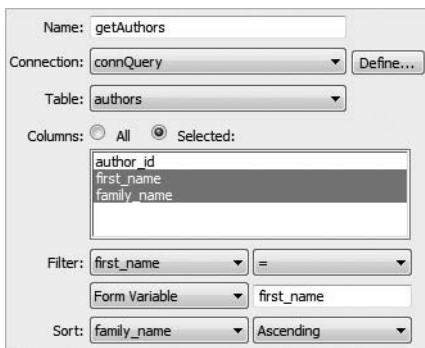 Name: getAuthors
Connection: connQuery Define...
Table: authors
Columns: All Selected:
author_id
first_name
family_name
Filter: first_name =
Form Variable first_name
Sort: family_name Ascending